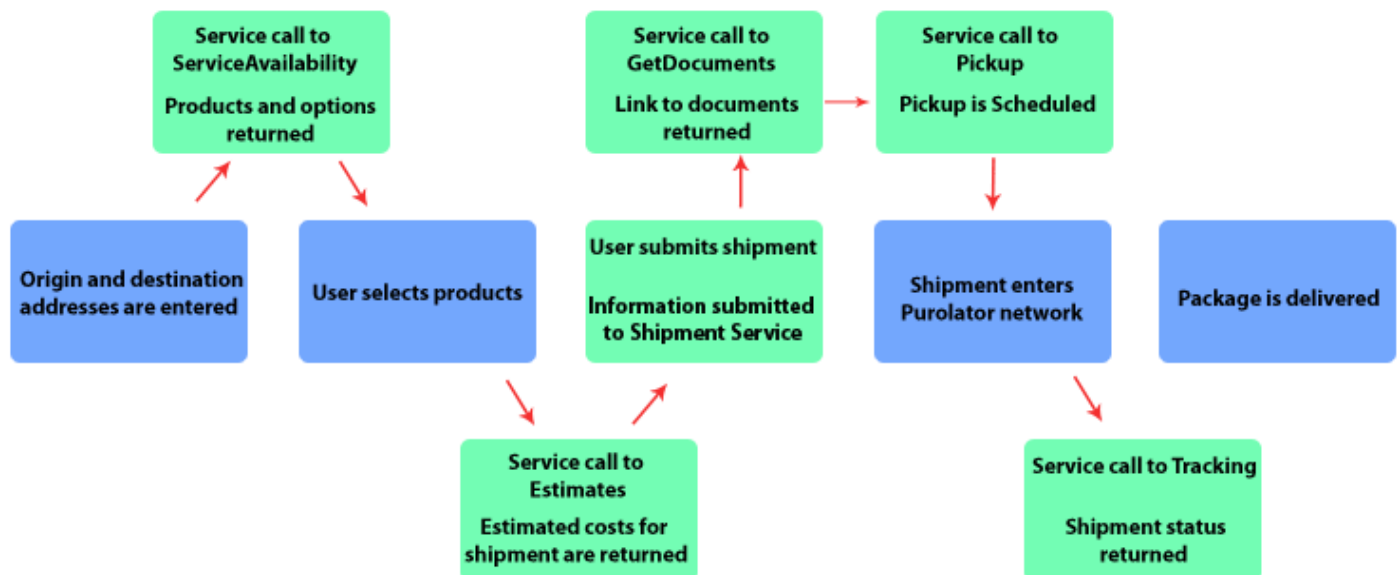 Service call to
ServiceAvailability
Products and options
returned
Service call to
GetDocuments
Link to documents
returned
Service call to
Pickup
Pickup is Scheduled
Origin and destination
addresses are entered
User selects products
User submits shipment
Information submitted
to Shipment Service
Shipment enters
Purolator network
Package is delivered
Service call to
Estimates
Estimated costs for
shipment are returned
Service call to Tracking
Shipment status
returned